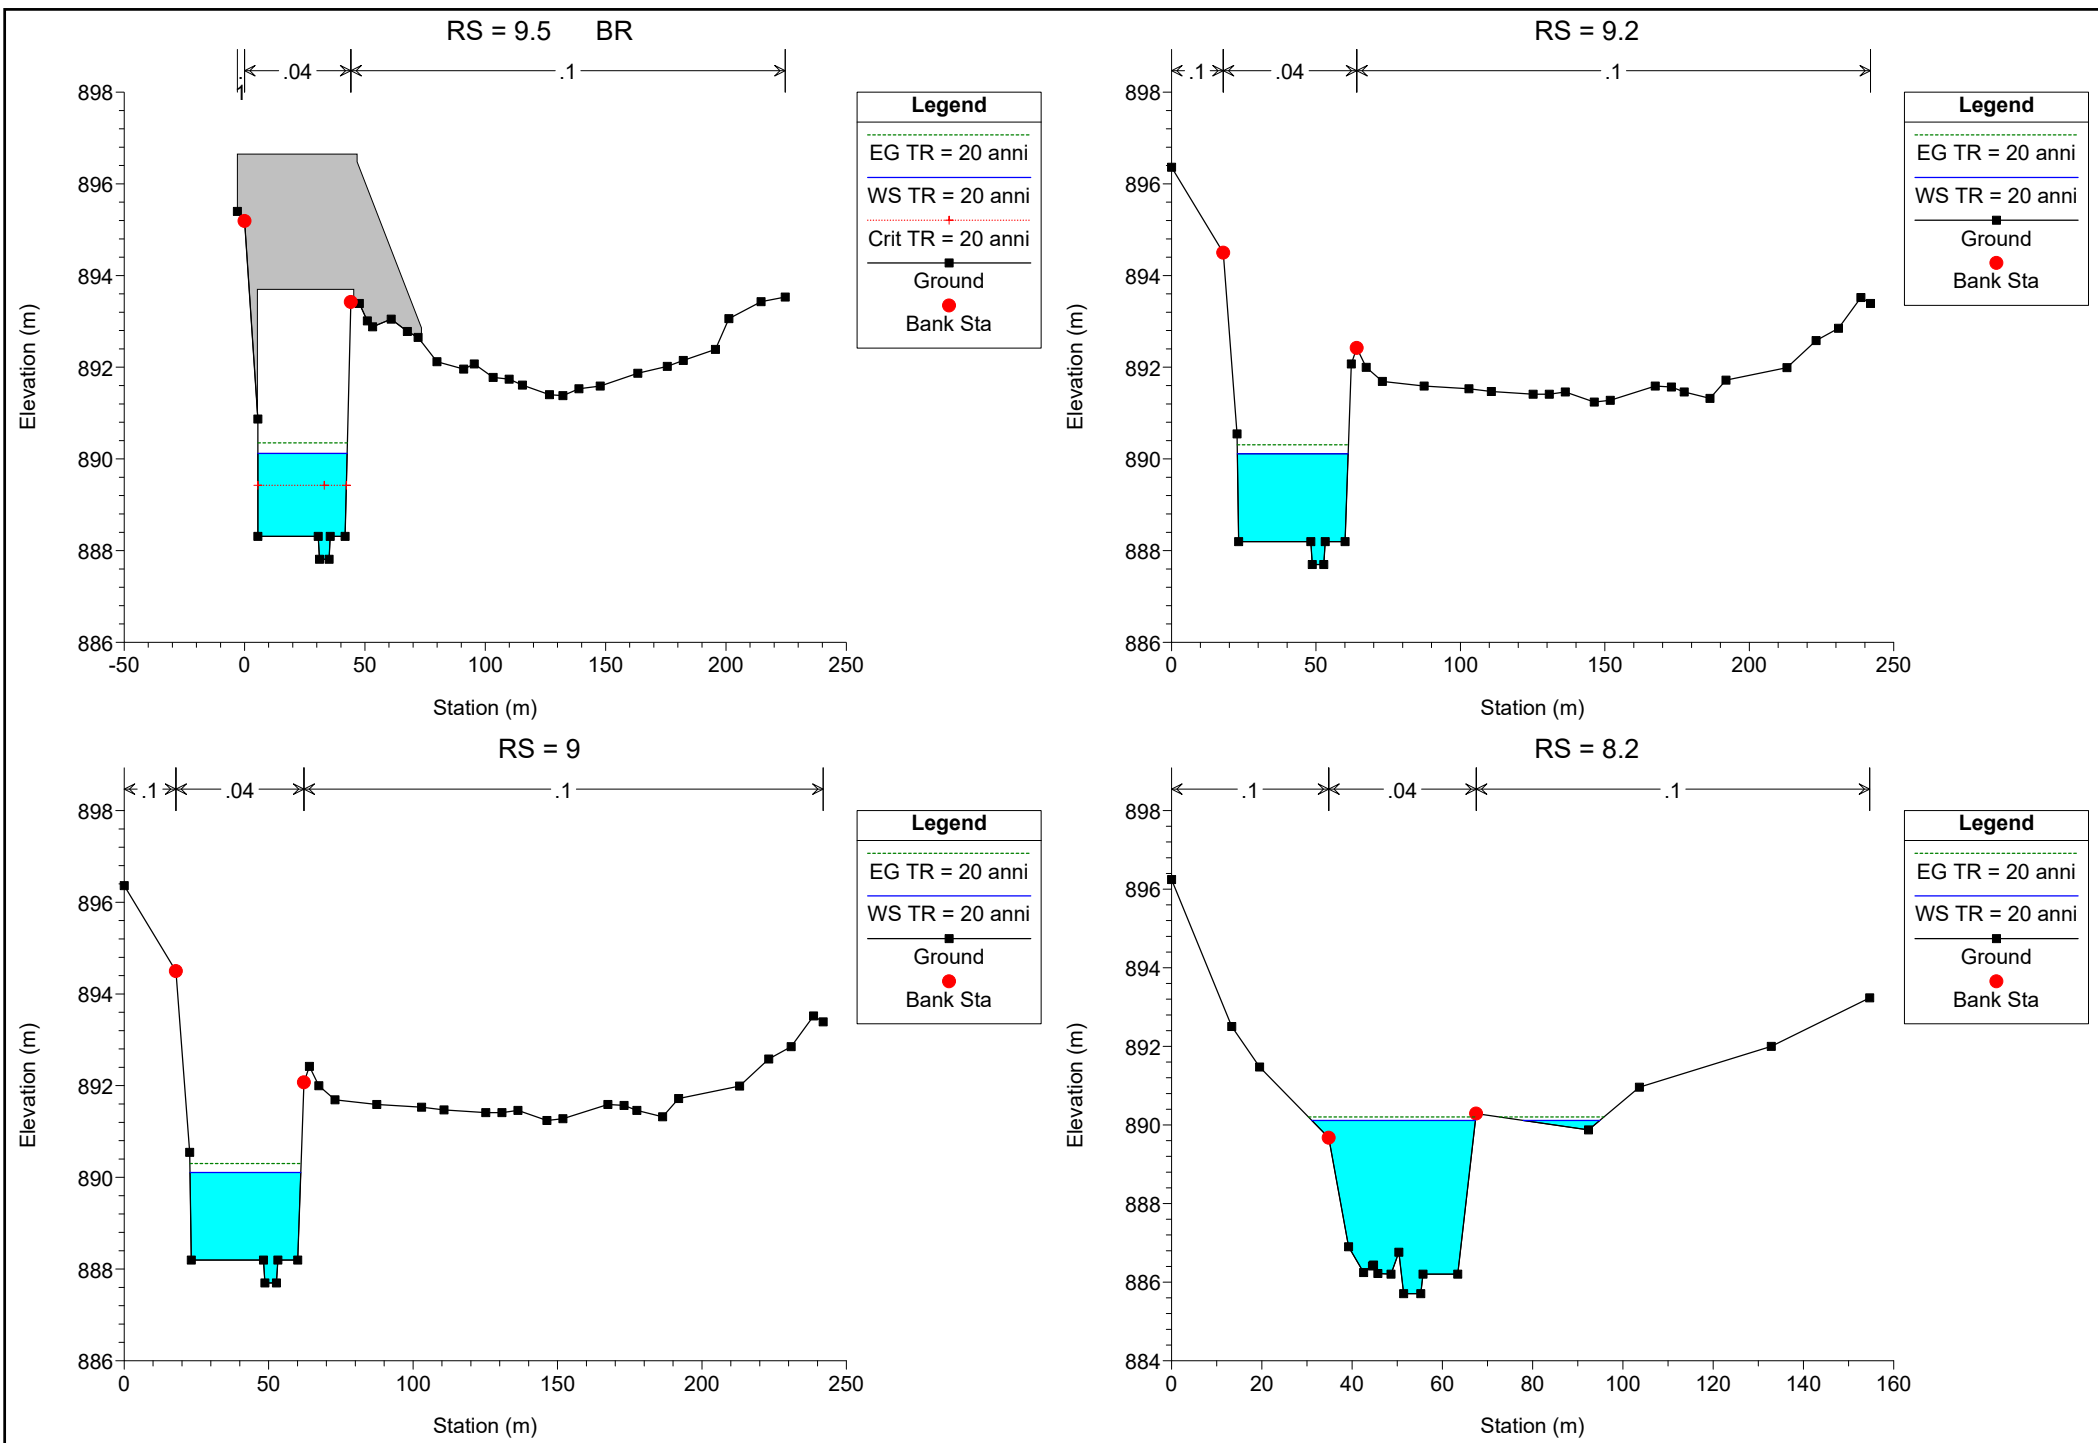 RS = 9.5 BR
.1
.04
.1
898
896
894
892
890
888
886
-50 0 50 100 150 200 250
Elevation (m)
Station (m)
Legend
EG TR = 20 anni
WS TR = 20 anni
Crit TR = 20 anni
Ground
Bank Sta
RS = 9.2
.1 .04 .1
898
896
894
892
890
888
886
0 50 100 150 200 250
Elevation (m)
Station (m)
Legend
EG TR = 20 anni
WS TR = 20 anni
Ground
Bank Sta
RS = 9
.1 .04 .1
898
896
894
892
890
888
886
0 50 100 150 200 250
Elevation (m)
Station (m)
Legend
EG TR = 20 anni
WS TR = 20 anni
Ground
Bank Sta
RS = 8.2
.1 .04 .1
898
896
894
892
890
888
886
884
0 20 40 60 80 100 120 140 160
Elevation (m)
Station (m)
Legend
EG TR = 20 anni
WS TR = 20 anni
Ground
Bank Sta